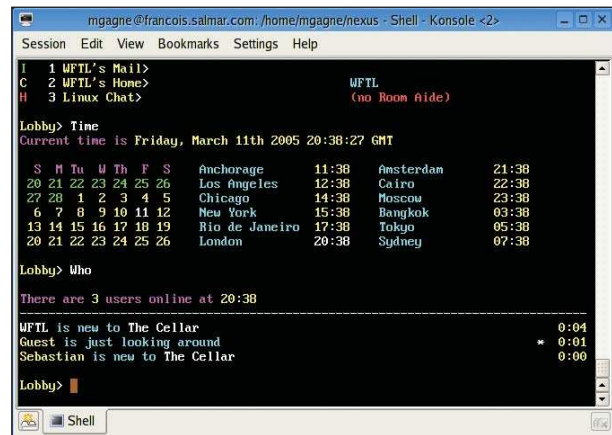 mgagne@francois.salmar.com: /home/mgagne/nexus - Shell - Konsole <2>
Session Edit View Bookmarks Settings Help
I 1 WFTL's Mail>
C 2 WFTL's Home> WFTL
H 3 Linux Chat> (no Room Aide)
Lobby> Time
Current time is Friday, March 11th 2005 20:38:27 GMT
S M Tu W Th F S Anchorage 11:38 Amsterdam 21:38
20 21 22 23 24 25 26 Los Angeles 12:38 Cairo 22:38
27 28 1 2 3 4 5 Chicago 14:38 Moscow 23:38
6 7 8 9 10 11 12 New York 15:38 Bangkok 03:38
13 14 15 16 17 18 19 Rio de Janeiro 17:38 Tokyo 05:38
20 21 22 23 24 25 26 London 20:38 Sydney 07:38
Lobby> Who
There are 3 users online at 20:38
WFTL is new to The Cellar 0:04
Guest is just looking around * 0:01
Sebastian is new to The Cellar 0:00
Lobby>
Shell